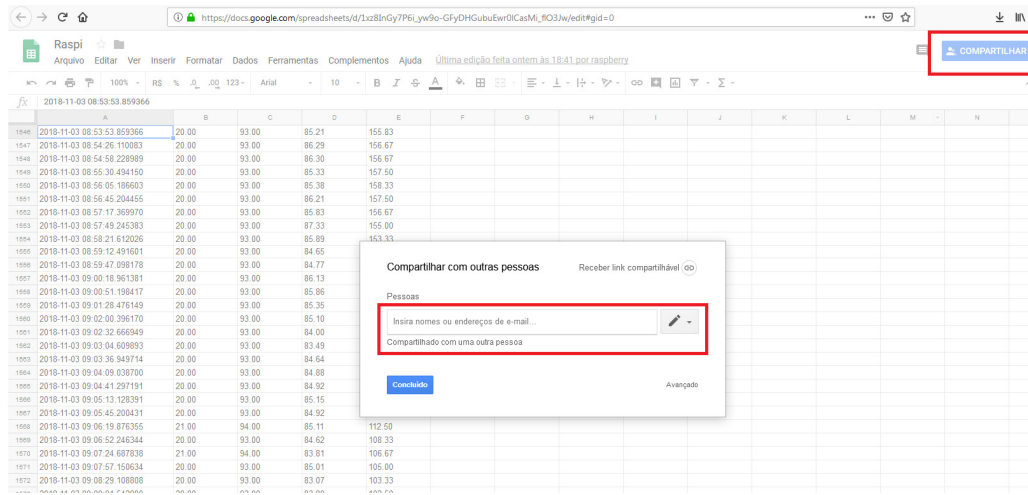 https://docs.google.com/spreadsheets/d/1xz8InGy7P6i_yw9o-GFyDHGubuEwr0lCasMi_flO3Jw/edit#gid=0
Raspi
COMPARTILHAR
Arquivo Editar Ver Inserir Formatar Dados Ferramentas Complementos Ajuda Última edição feita ontem às 18:41 por raspberry
100% R$ % .0 .00 123 Arial 10 B I S A
fx 2018-11-03 08:53:53.859366
A B C D E F G H I J K L M N
1546 2018-11-03 08:53:53.859366 20.00 93.00 85.21 155.83
1547 2018-11-03 08:54:26.110083 20.00 93.00 86.29 156.67
1548 2018-11-03 08:54:58.228989 20.00 93.00 86.30 156.67
1549 2018-11-03 08:55:30.494150 20.00 93.00 85.33 157.50
1550 2018-11-03 08:56:05.186603 20.00 93.00 85.38 158.33
1551 2018-11-03 08:56:45.204455 20.00 93.00 86.21 157.50
1552 2018-11-03 08:57:17.369970 20.00 93.00 85.83 156.67
1553 2018-11-03 08:57:49.245383 20.00 93.00 87.33 155.00
1554 2018-11-03 08:58:21.612026 20.00 93.00 85.89 153.33
1555 2018-11-03 08:59:12.491601 20.00 93.00 84.65
1556 2018-11-03 08:59:47.098178 20.00 93.00 84.77
1557 2018-11-03 09:00:18.961381 20.00 93.00 86.13
1558 2018-11-03 09:00:51.198417 20.00 93.00 85.86
1559 2018-11-03 09:01:28.476149 20.00 93.00 85.35
1560 2018-11-03 09:02:00.396170 20.00 93.00 85.10
1561 2018-11-03 09:02:32.666949 20.00 93.00 84.00
1562 2018-11-03 09:03:04.609893 20.00 93.00 83.49
1563 2018-11-03 09:03:36.949714 20.00 93.00 84.64
1564 2018-11-03 09:04:09.038700 20.00 93.00 84.88
1565 2018-11-03 09:04:41.297191 20.00 93.00 84.92
1566 2018-11-03 09:05:13.128391 20.00 93.00 85.15
1567 2018-11-03 09:05:45.200431 20.00 93.00 84.92
1568 2018-11-03 09:06:19.876355 21.00 94.00 85.11 112.50
1569 2018-11-03 09:06:52.246344 20.00 93.00 84.62 108.33
1570 2018-11-03 09:07:24.687838 21.00 94.00 83.81 106.67
1571 2018-11-03 09:07:57.150634 20.00 93.00 85.01 105.00
1572 2018-11-03 09:08:29.108808 20.00 93.00 83.07 103.33
Compartilhar com outras pessoas Receber link compartilhável
Pessoas
Insira nomes ou endereços de e-mail...
Compartilhado com uma outra pessoa
Concluído Avançado